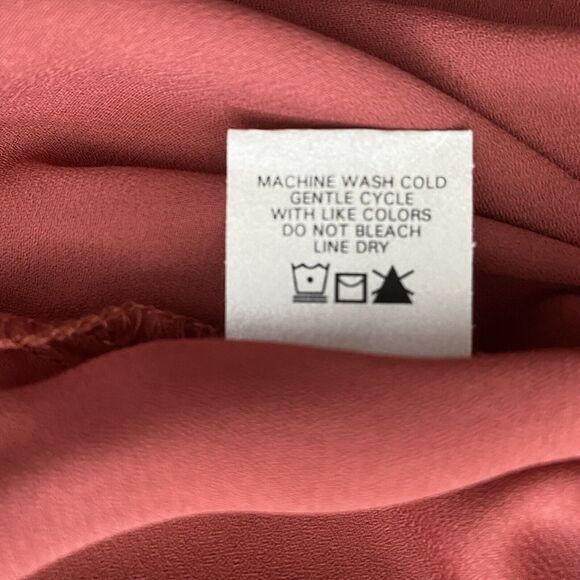 MACHINE WASH COLD
GENTLE CYCLE
WITH LIKE COLORS
DO NOT BLEACH
LINE DRY